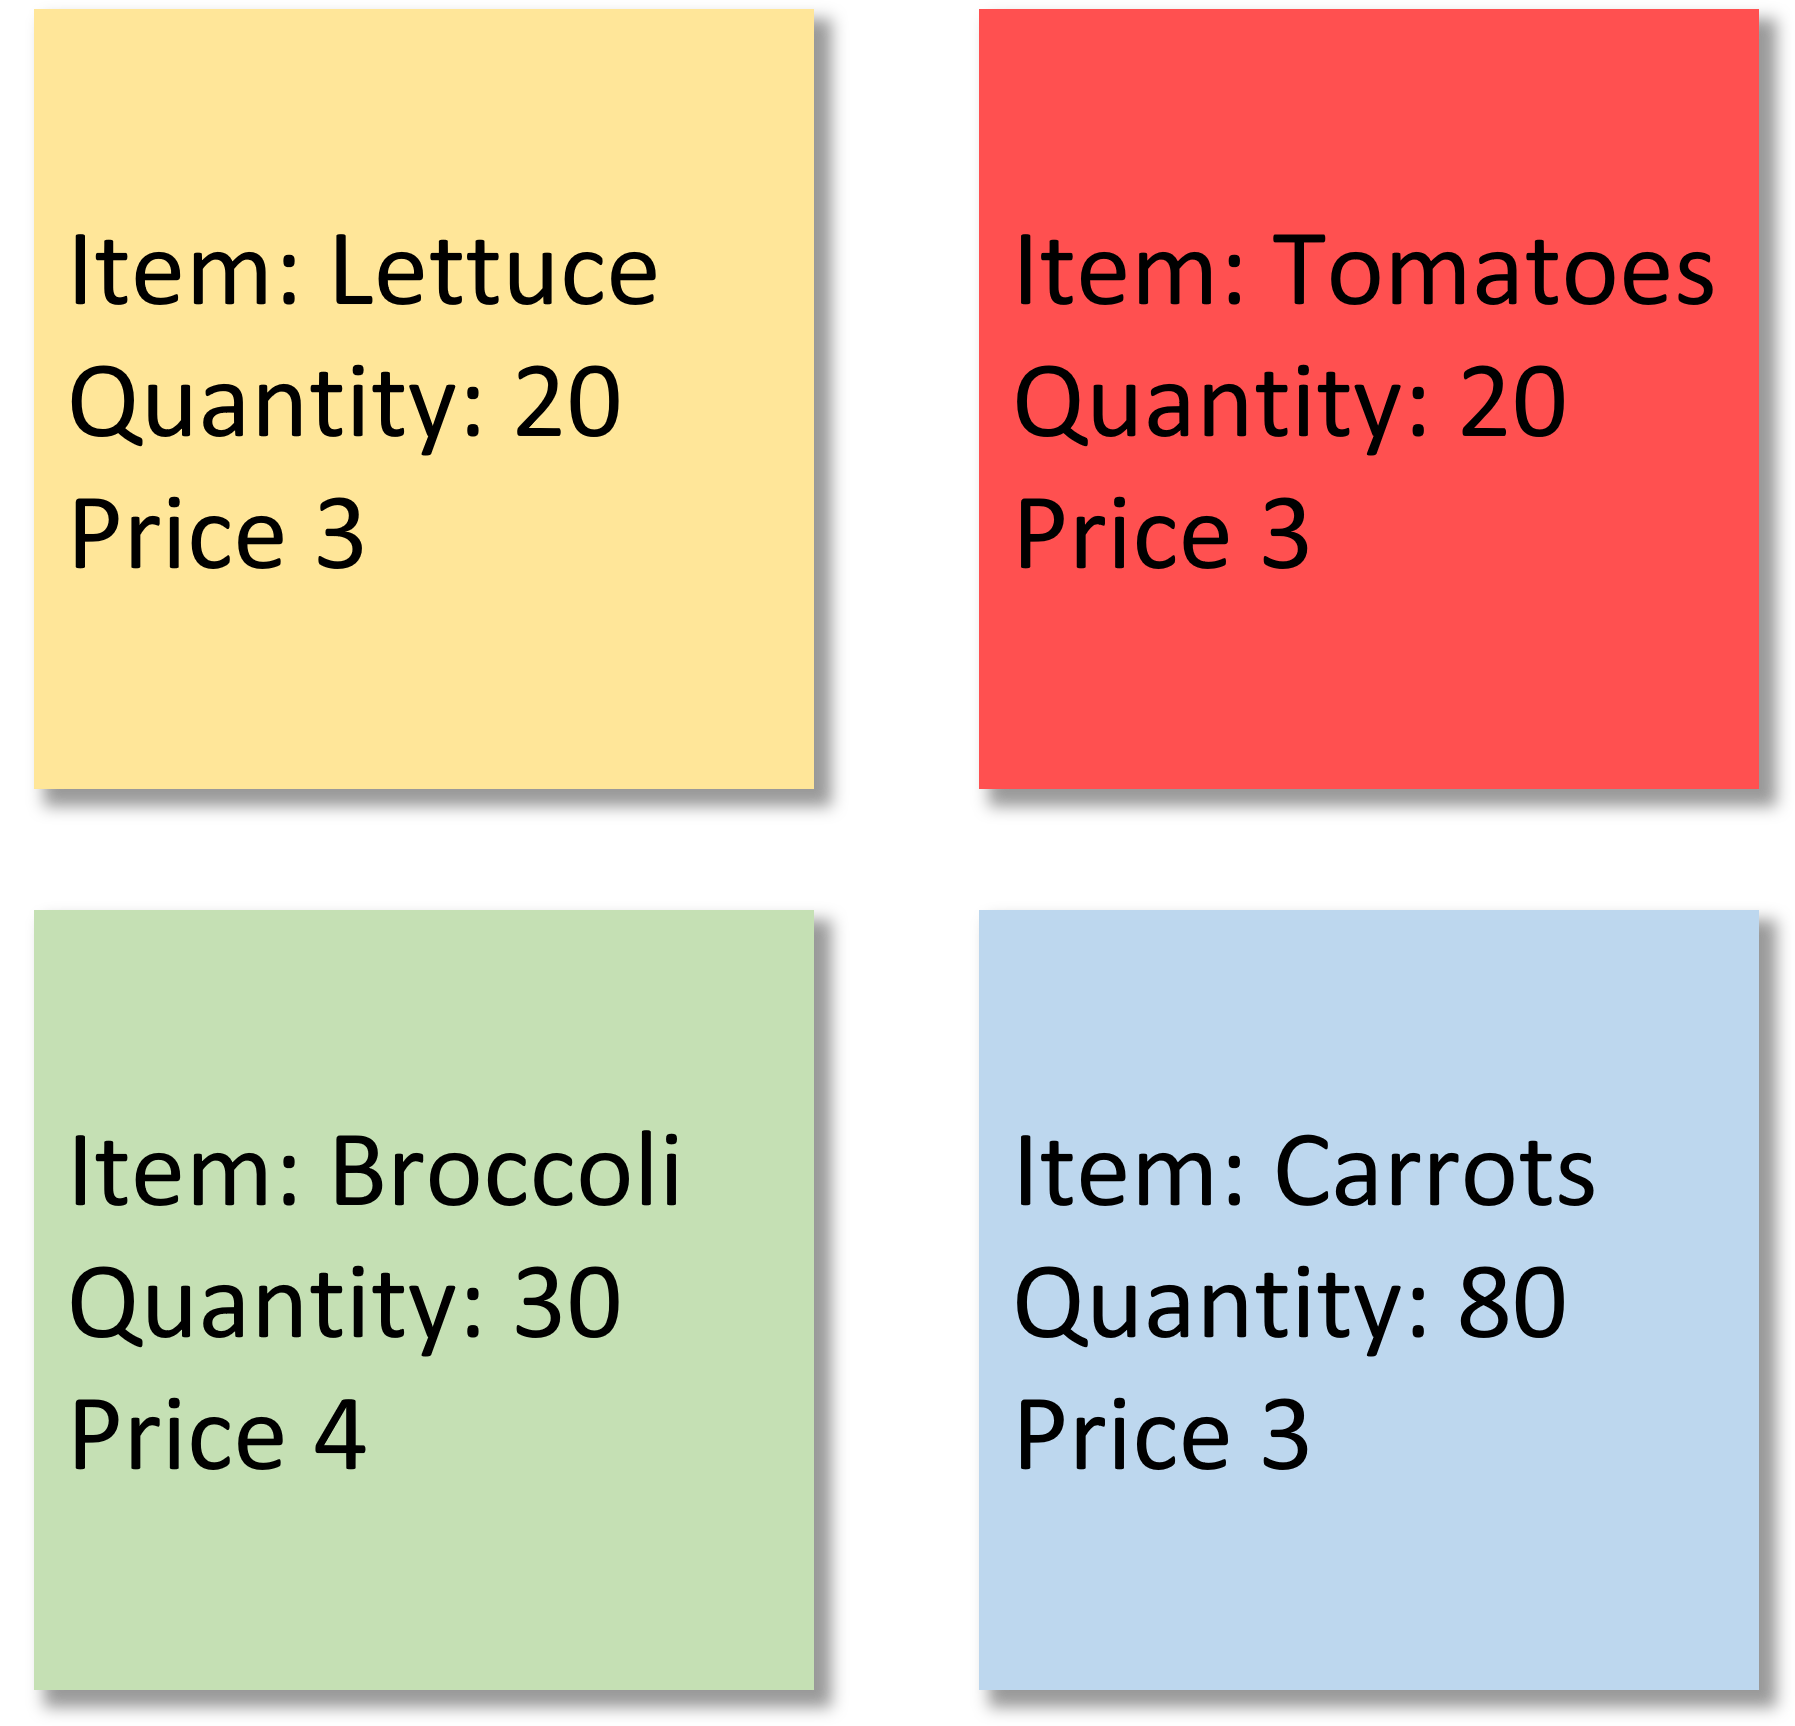 Item: Lettuce
Quantity: 20
Price 3
Item: Tomatoes
Quantity: 20
Price 3
Item: Broccoli
Quantity: 30
Price 4
Item: Carrots
Quantity: 80
Price 3